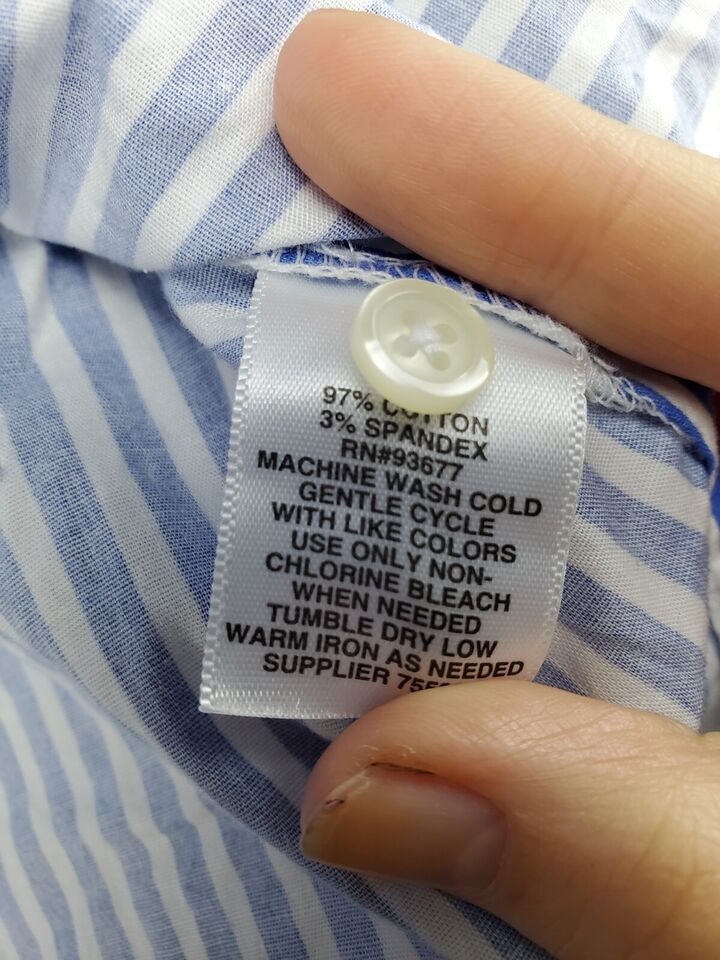 97% COTTON
3% SPANDEX
RN#93677
MACHINE WASH COLD
GENTLE CYCLE
WITH LIKE COLORS
USE ONLY NON-
CHLORINE BLEACH
WHEN NEEDED
TUMBLE DRY LOW
WARM IRON AS NEEDED
SUPPLIER